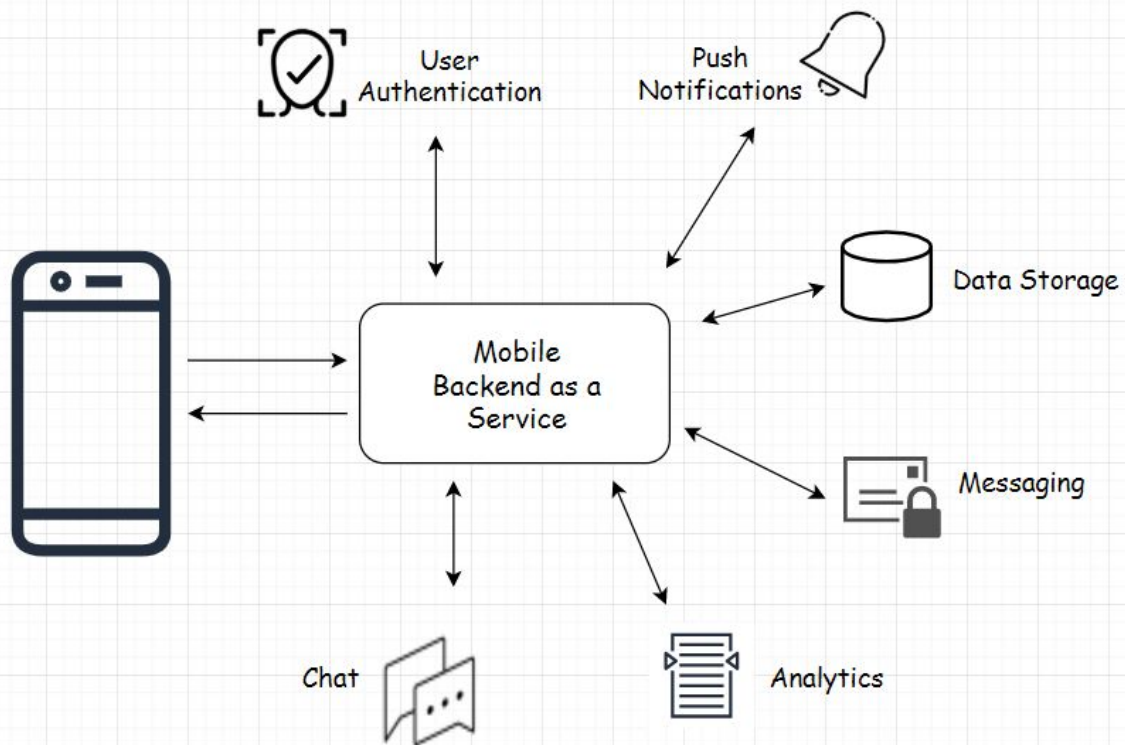 User
Authentication
Push
Notifications
Data Storage
Mobile
Backend as a
Service
Messaging
Chat
Analytics